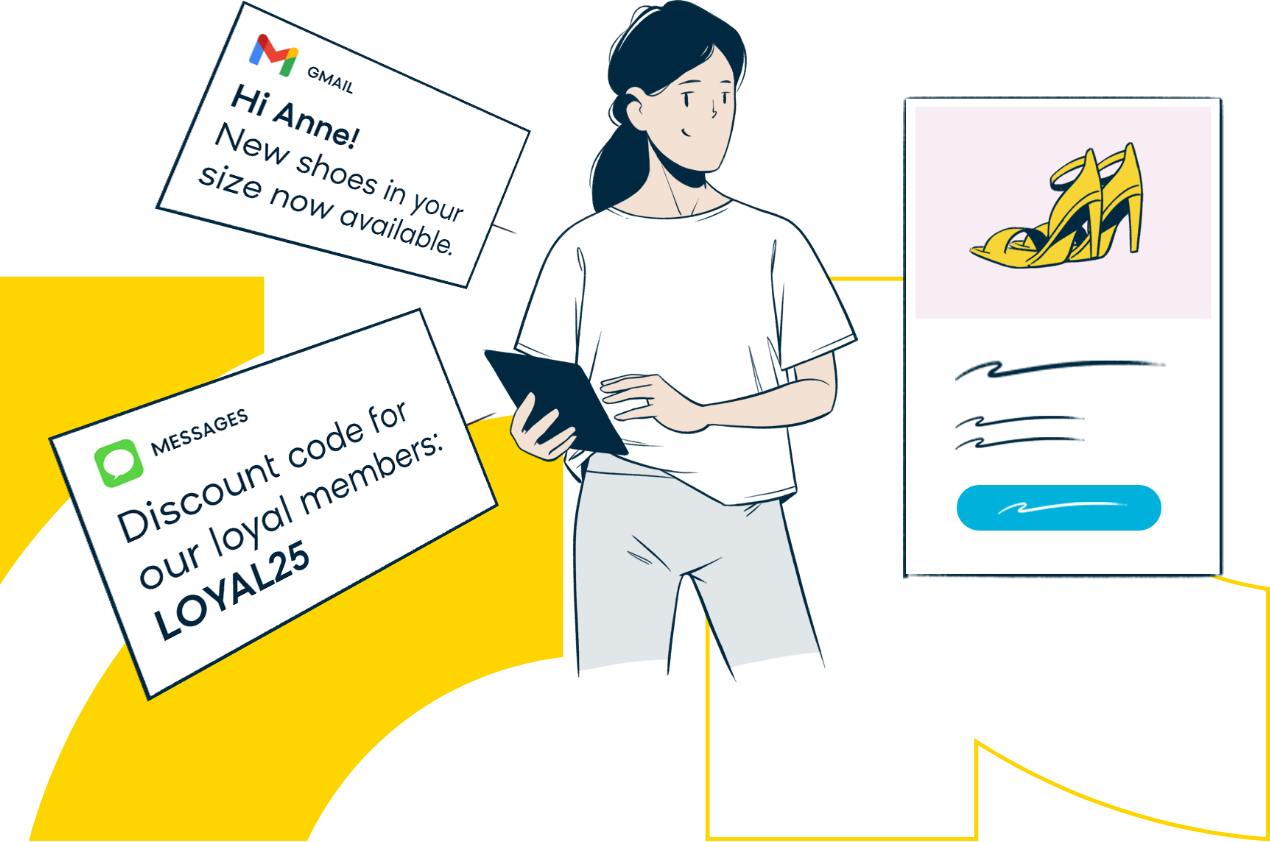 GMAIL
Hi Anne!
New shoes in your
size now available.
MESSAGES
Discount code for
our loyal members:
LOYAL25